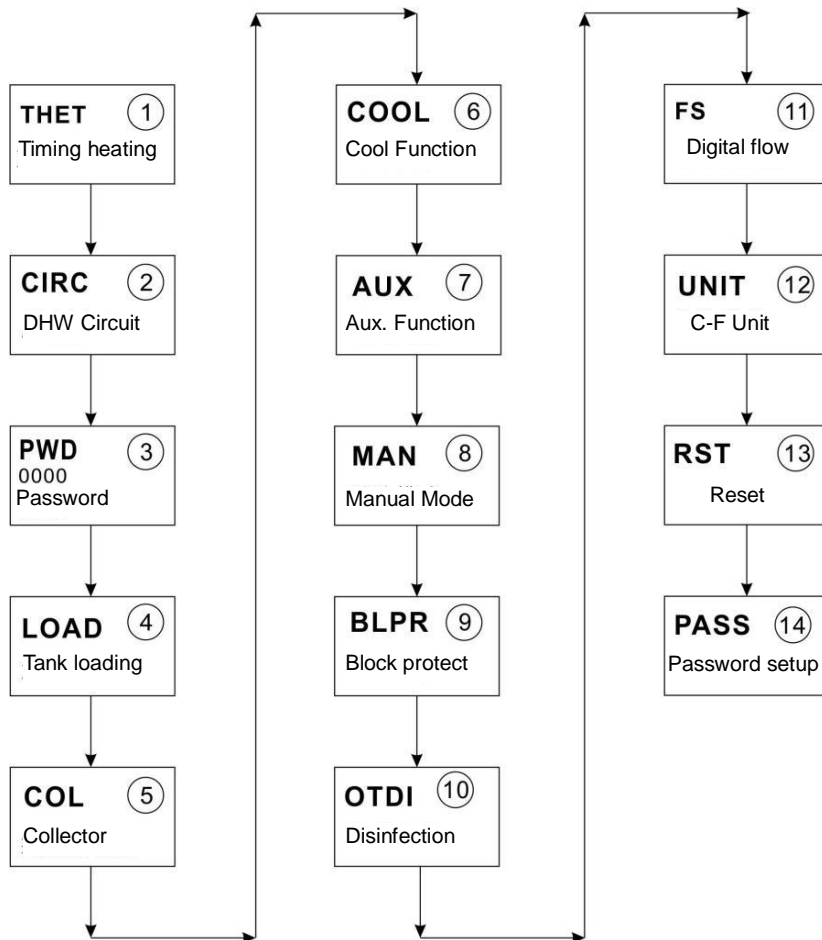 THET 1
Timing heating
CIRC 2
DHW Circuit
PWD 3
0000
Password
LOAD 4
Tank loading
COL 5
Collector
COOL 6
Cool Function
AUX 7
Aux. Function
MAN 8
Manual Mode
BLPR 9
Block protect
OTDI 10
Disinfection
FS 11
Digital flow
UNIT 12
C-F Unit
RST 13
Reset
PASS 14
Password setup